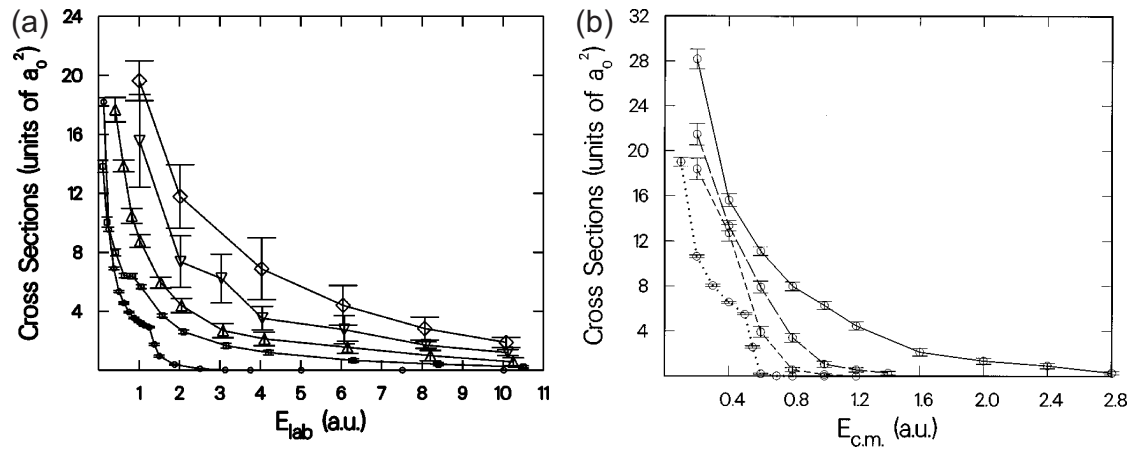 (a)
Cross Sections (units of a₀²)
24
20
16
12
8
4
1 2 3 4 5 6 7 8 9 10 11
E_lab (a.u.)
(b)
Cross Sections (units of a₀²)
32
28
24
20
16
12
8
4
0.4 0.8 1.2 1.6 2.0 2.4 2.8
E_c.m. (a.u.)